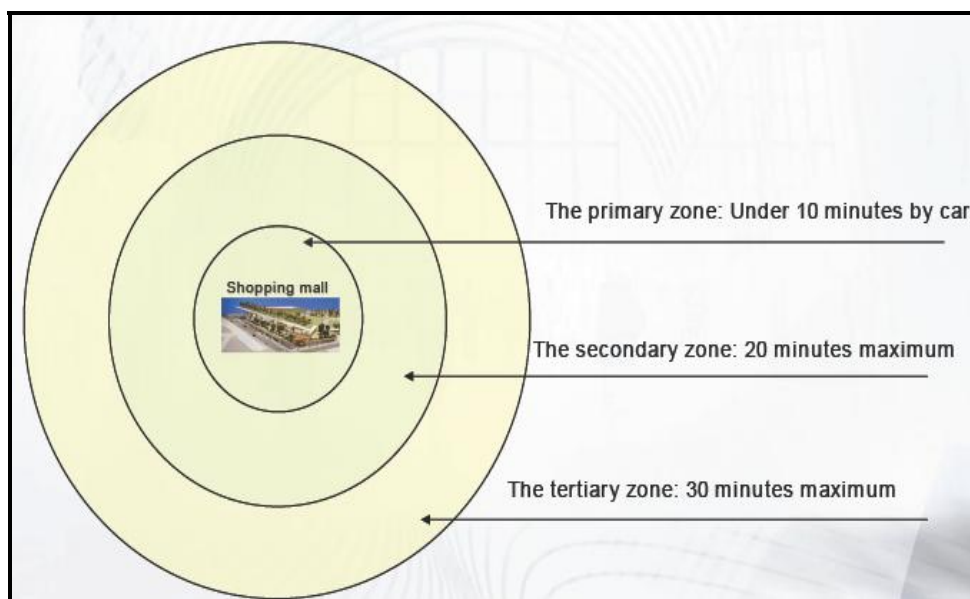 The primary zone: Under 10 minutes by car
Shopping mall
The secondary zone: 20 minutes maximum
The tertiary zone: 30 minutes maximum